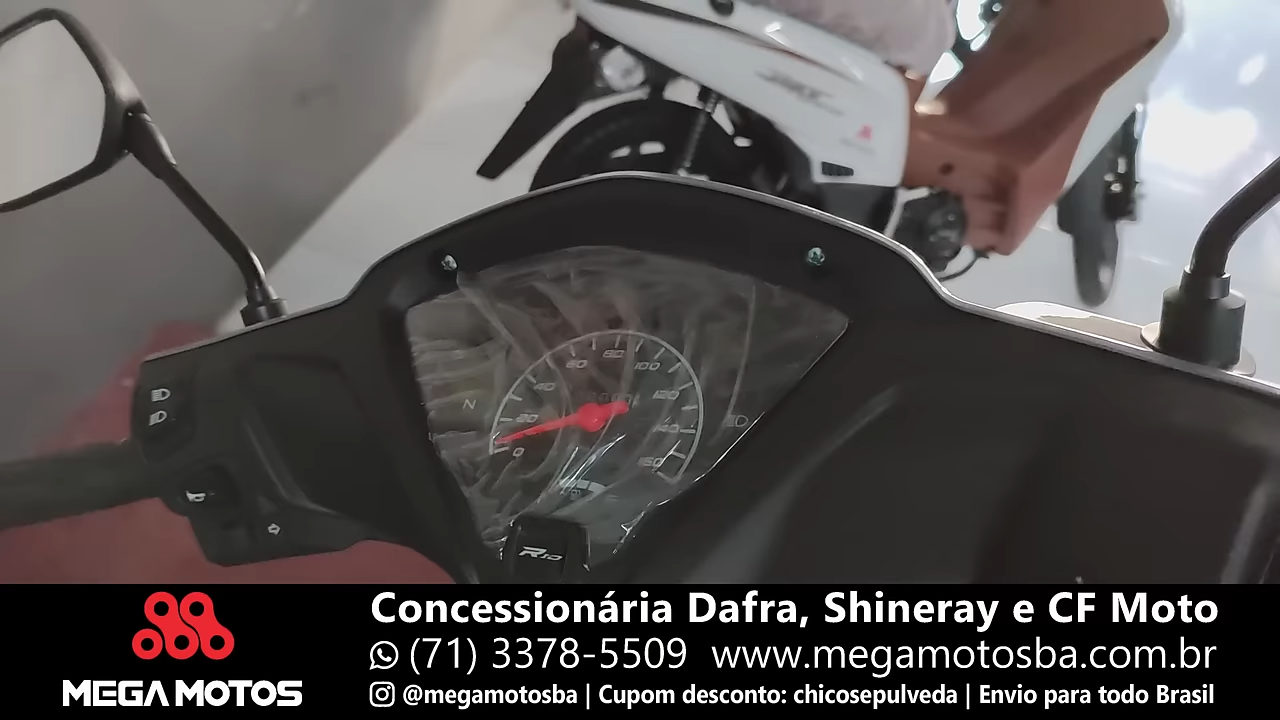 80
60
100
40
120
N
20
140
0
160
R10
Concessionária Dafra, Shineray e CF Moto
(71) 3378-5509 www.megamotosba.com.br
MEGA MOTOS
@megamotosba | Cupom desconto: chicosepulveda | Envio para todo Brasil